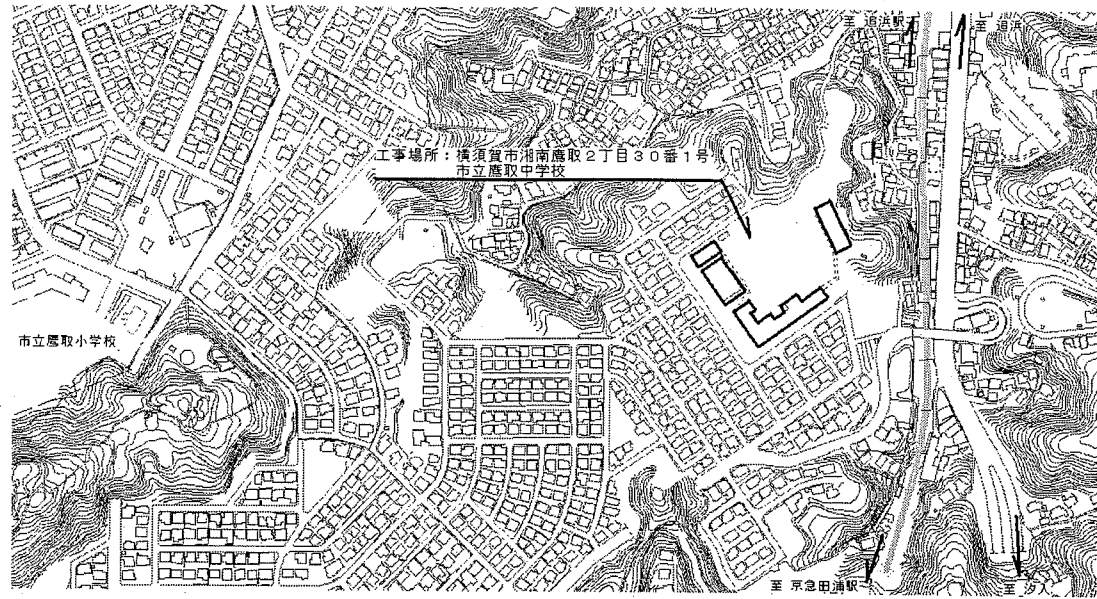 至 追浜駅
至 追浜
工事場所：横須賀市湘南鷹取２丁目３０番１号
市立鷹取中学校
市立鷹取小学校
至 京急田浦駅
至 汐入